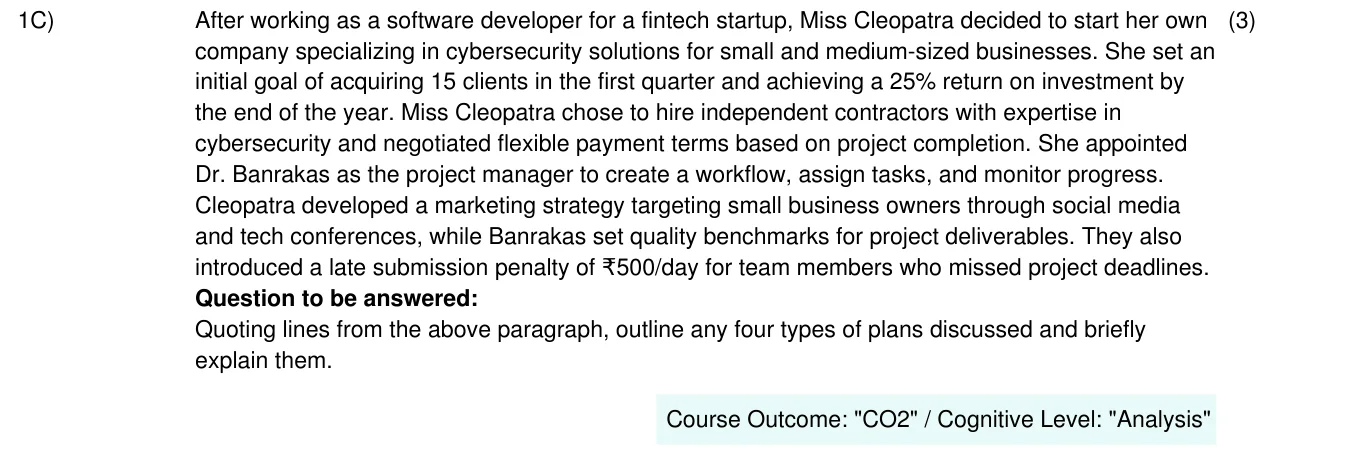 1C) After working as a software developer for a fintech startup, Miss Cleopatra decided to start her own (3)
company specializing in cybersecurity solutions for small and medium-sized businesses. She set an
initial goal of acquiring 15 clients in the first quarter and achieving a 25% return on investment by
the end of the year. Miss Cleopatra chose to hire independent contractors with expertise in
cybersecurity and negotiated flexible payment terms based on project completion. She appointed
Dr. Banrakas as the project manager to create a workflow, assign tasks, and monitor progress.
Cleopatra developed a marketing strategy targeting small business owners through social media
and tech conferences, while Banrakas set quality benchmarks for project deliverables. They also
introduced a late submission penalty of ₹500/day for team members who missed project deadlines.
Question to be answered:
Quoting lines from the above paragraph, outline any four types of plans discussed and briefly
explain them.
Course Outcome: "CO2" / Cognitive Level: "Analysis"